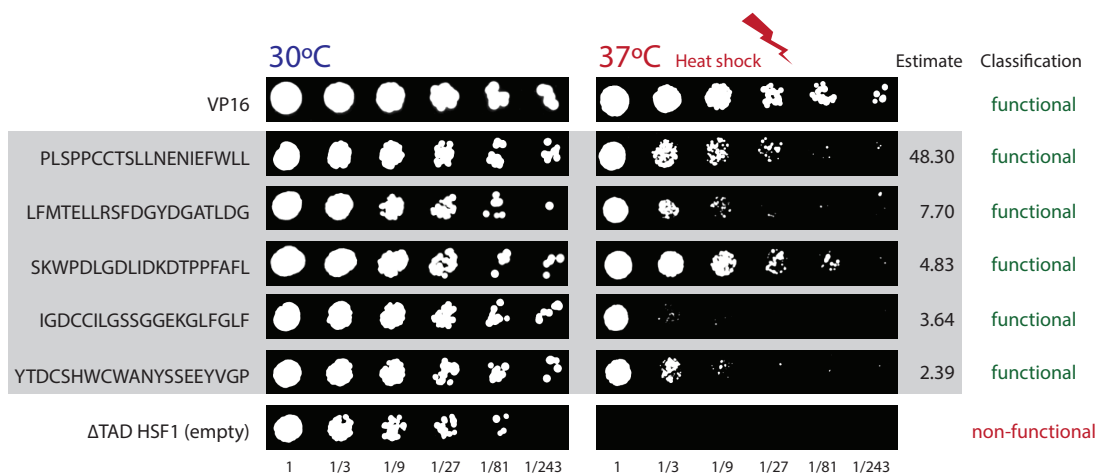 30ºC 37ºC Heat shock Estimate Classification
VP16 functional
PLSPPCCTSLLNENIEFWLL 48.30 functional
LFMTELLRSFDGYDGATLDG 7.70 functional
SKWPDLGDLIDKDTPPFAFL 4.83 functional
IGDCCILGSSGGEKGLFGLF 3.64 functional
YTDCSHWCWANYSSEEYVGP 2.39 functional
ΔTAD HSF1 (empty) non-functional
1 1/3 1/9 1/27 1/81 1/243 1 1/3 1/9 1/27 1/81 1/243